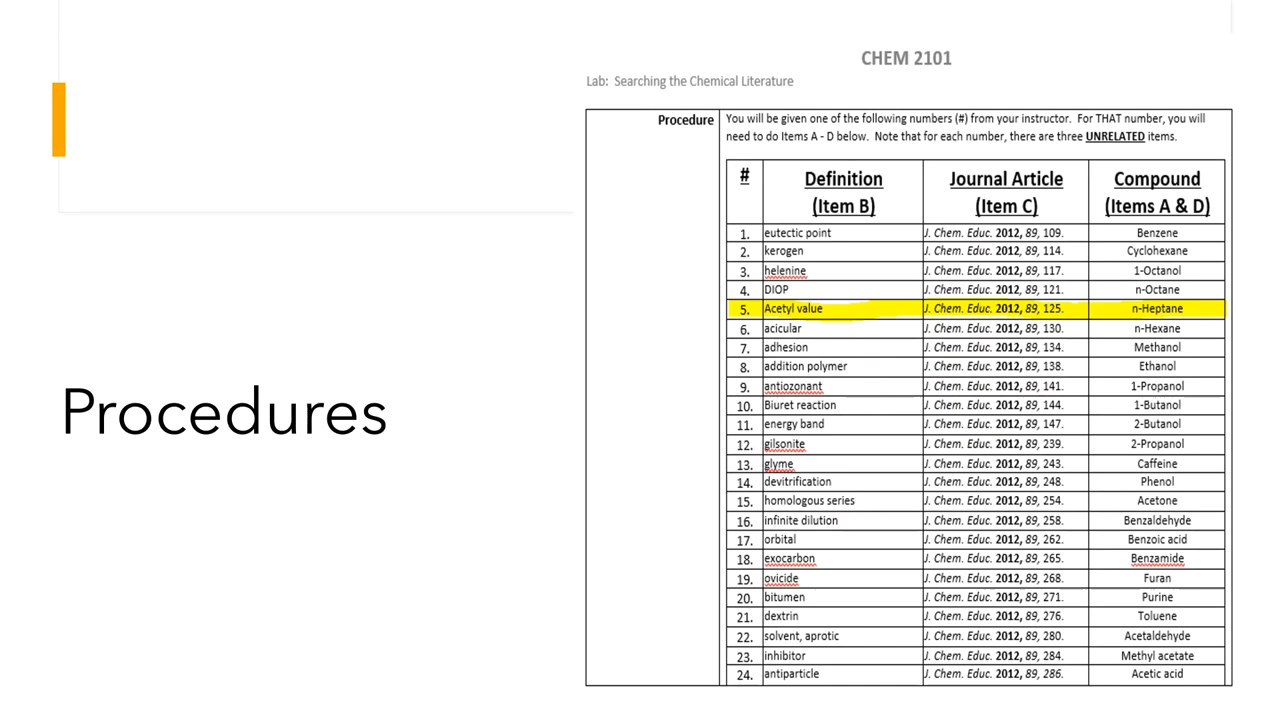 Procedures
CHEM 2101
Lab: Searching the Chemical Literature
Procedure
You will be given one of the following numbers (#) from your instructor. For THAT number, you will
need to do Items A - D below. Note that for each number, there are three UNRELATED items.
# Definition (Item B) Journal Article (Item C) Compound (Items A & D)
1. eutectic point J. Chem. Educ. 2012, 89, 109. Benzene
2. kerogen J. Chem. Educ. 2012, 89, 114. Cyclohexane
3. helenine J. Chem. Educ. 2012, 89, 117. 1-Octanol
4. DIOP J. Chem. Educ. 2012, 89, 121. n-Octane
5. Acetyl value J. Chem. Educ. 2012, 89, 125. n-Heptane
6. acicular J. Chem. Educ. 2012, 89, 130. n-Hexane
7. adhesion J. Chem. Educ. 2012, 89, 134. Methanol
8. addition polymer J. Chem. Educ. 2012, 89, 138. Ethanol
9. antiozonant J. Chem. Educ. 2012, 89, 141. 1-Propanol
10. Biuret reaction J. Chem. Educ. 2012, 89, 144. 1-Butanol
11. energy band J. Chem. Educ. 2012, 89, 147. 2-Butanol
12. gilsonite J. Chem. Educ. 2012, 89, 239. 2-Propanol
13. glyme J. Chem. Educ. 2012, 89, 243. Caffeine
14. devitrification J. Chem. Educ. 2012, 89, 248. Phenol
15. homologous series J. Chem. Educ. 2012, 89, 254. Acetone
16. infinite dilution J. Chem. Educ. 2012, 89, 258. Benzaldehyde
17. orbital J. Chem. Educ. 2012, 89, 262. Benzoic acid
18. exocarbon J. Chem. Educ. 2012, 89, 265. Benzamide
19. ovicide J. Chem. Educ. 2012, 89, 268. Furan
20. bitumen J. Chem. Educ. 2012, 89, 271. Purine
21. dextrin J. Chem. Educ. 2012, 89, 276. Toluene
22. solvent, aprotic J. Chem. Educ. 2012, 89, 280. Acetaldehyde
23. inhibitor J. Chem. Educ. 2012, 89, 284. Methyl acetate
24. antiparticle J. Chem. Educ. 2012, 89, 286. Acetic acid